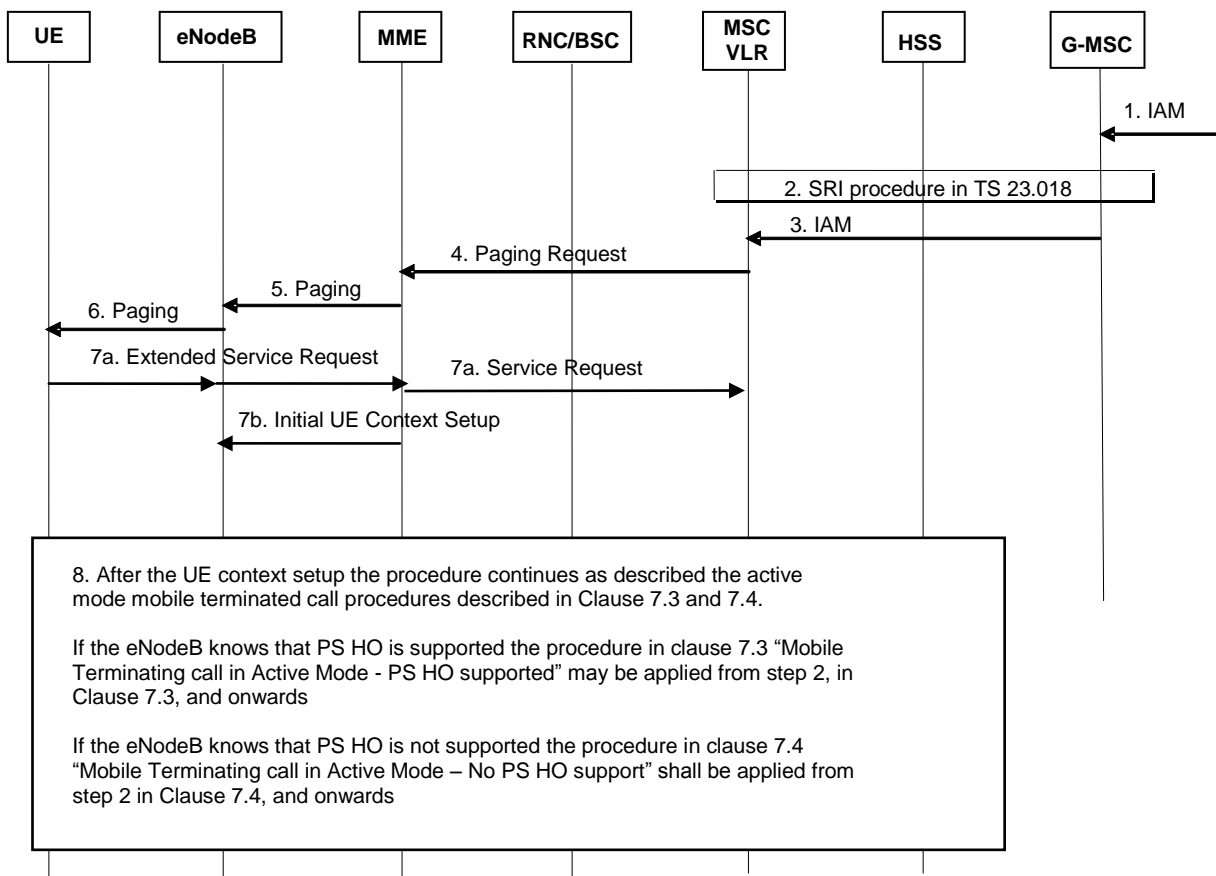 UE
eNodeB
MME
RNC/BSC
MSC
VLR
HSS
G-MSC
1. IAM
2. SRI procedure in TS 23.018
3. IAM
4. Paging Request
5. Paging
6. Paging
7a. Extended Service Request
7a. Service Request
7b. Initial UE Context Setup
8. After the UE context setup the procedure continues as described the active
mode mobile terminated call procedures described in Clause 7.3 and 7.4.
If the eNodeB knows that PS HO is supported the procedure in clause 7.3 “Mobile
Terminating call in Active Mode - PS HO supported” may be applied from step 2, in
Clause 7.3, and onwards
If the eNodeB knows that PS HO is not supported the procedure in clause 7.4
“Mobile Terminating call in Active Mode – No PS HO support” shall be applied from
step 2 in Clause 7.4, and onwards